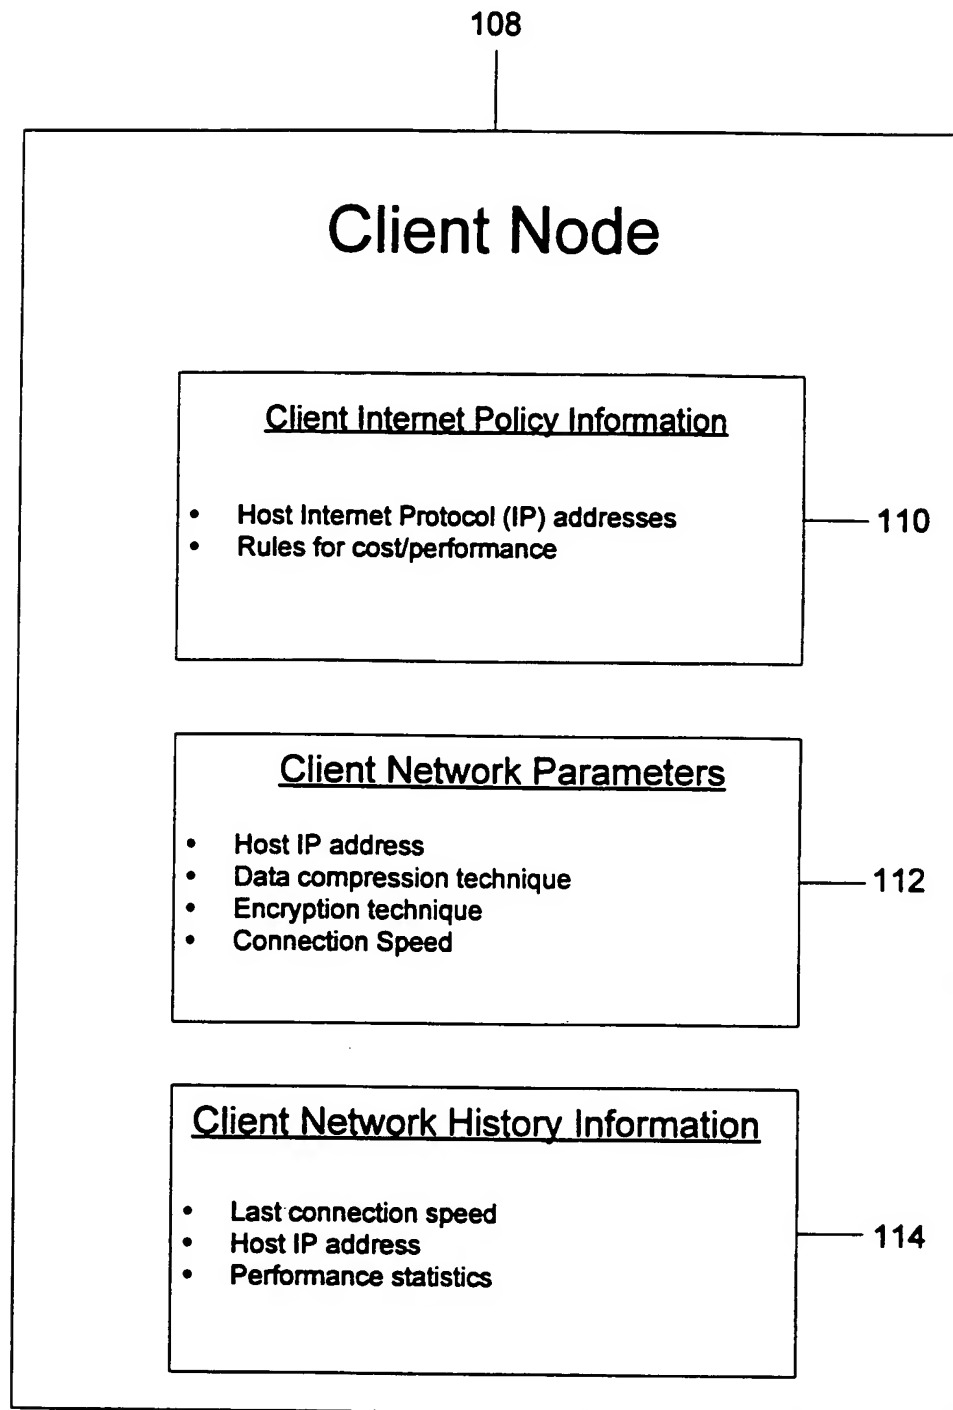 108
Client Node
Client Internet Policy Information
• Host Internet Protocol (IP) addresses
• Rules for cost/performance
110
Client Network Parameters
• Host IP address
• Data compression technique
• Encryption technique
• Connection Speed
112
Client Network History Information
• Last connection speed
• Host IP address
• Performance statistics
114